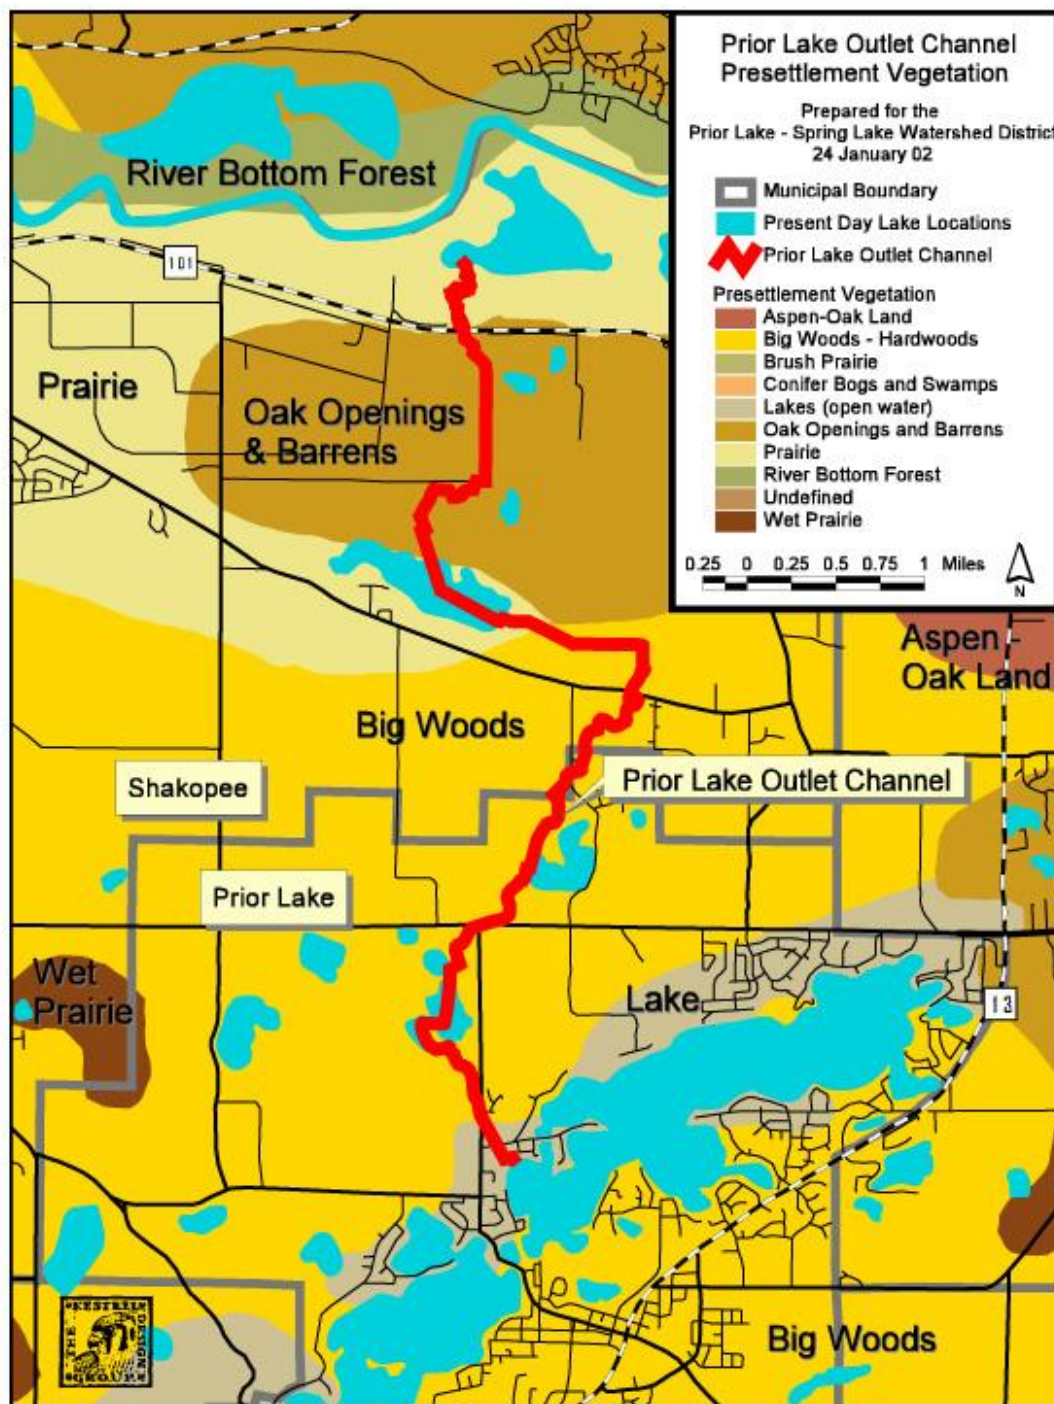 Prior Lake Outlet Channel
Presettlement Vegetation
Prepared for the
Prior Lake - Spring Lake Watershed District
24 January 02
Municipal Boundary
Present Day Lake Locations
Prior Lake Outlet Channel
Presettlement Vegetation
Aspen-Oak Land
Big Woods - Hardwoods
Brush Prairie
Conifer Bogs and Swamps
Lakes (open water)
Oak Openings and Barrens
Prairie
River Bottom Forest
Undefined
Wet Prairie
0.25 0 0.25 0.5 0.75 1 Miles
N
River Bottom Forest
101
Prairie
Oak Openings
& Barrens
Aspen -
Oak Land
Big Woods
Shakopee
Prior Lake Outlet Channel
Prior Lake
Wet
Prairie
Lake
13
Big Woods
THE
KESTREL
DESIGN
GROUP